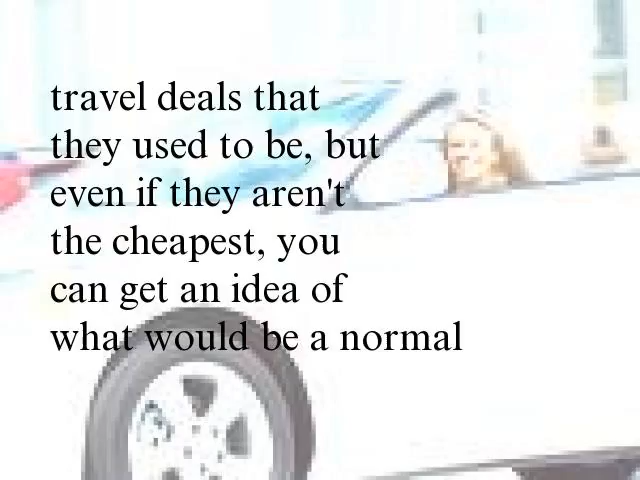 travel deals that
they used to be, but
even if they aren't
the cheapest, you
can get an idea of
what would be a normal